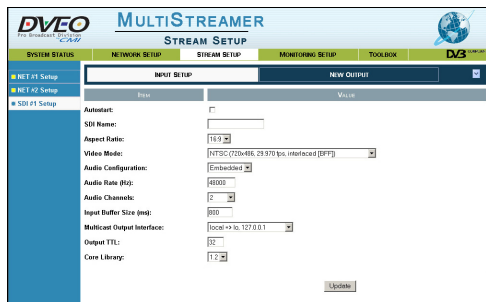 DVEO
Pro Broadcast Division
CMI
MULTISTREAMER
STREAM SETUP
SYSTEM STATUS NETWORK SETUP STREAM SETUP MONITORING SETUP TOOLBOX DVB
NET #1 Setup
NET #2 Setup
SDI #1 Setup
INPUT SETUP NEW OUTPUT
ITEM VALUE
Autostart:
SDI Name:
Aspect Ratio: 16:9
Video Mode: NTSC (720x486, 29.970 fps, interlaced [BFF])
Audio Configuration: Embedded
Audio Rate (Hz): 48000
Audio Channels: 2
Input Buffer Size (ms): 800
Multicast Output Interface: local => lo, 127.0.0.1
Output TTL: 32
Core Library: 1.2
Update